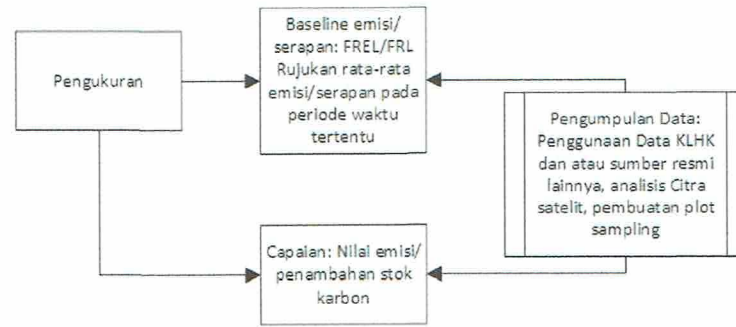 Pengukuran
Baseline emisi/
serapan: FREL/FRL
Rujukan rata-rata
emisi/serapan pada
periode waktu
tertentu
Pengumpulan Data:
Penggunaan Data KLHK
dan atau sumber resmi
lainnya, analisis Citra
satelit, pembuatan plot
sampling
Capaian: Nilai emisi/
penambahan stok
karbon